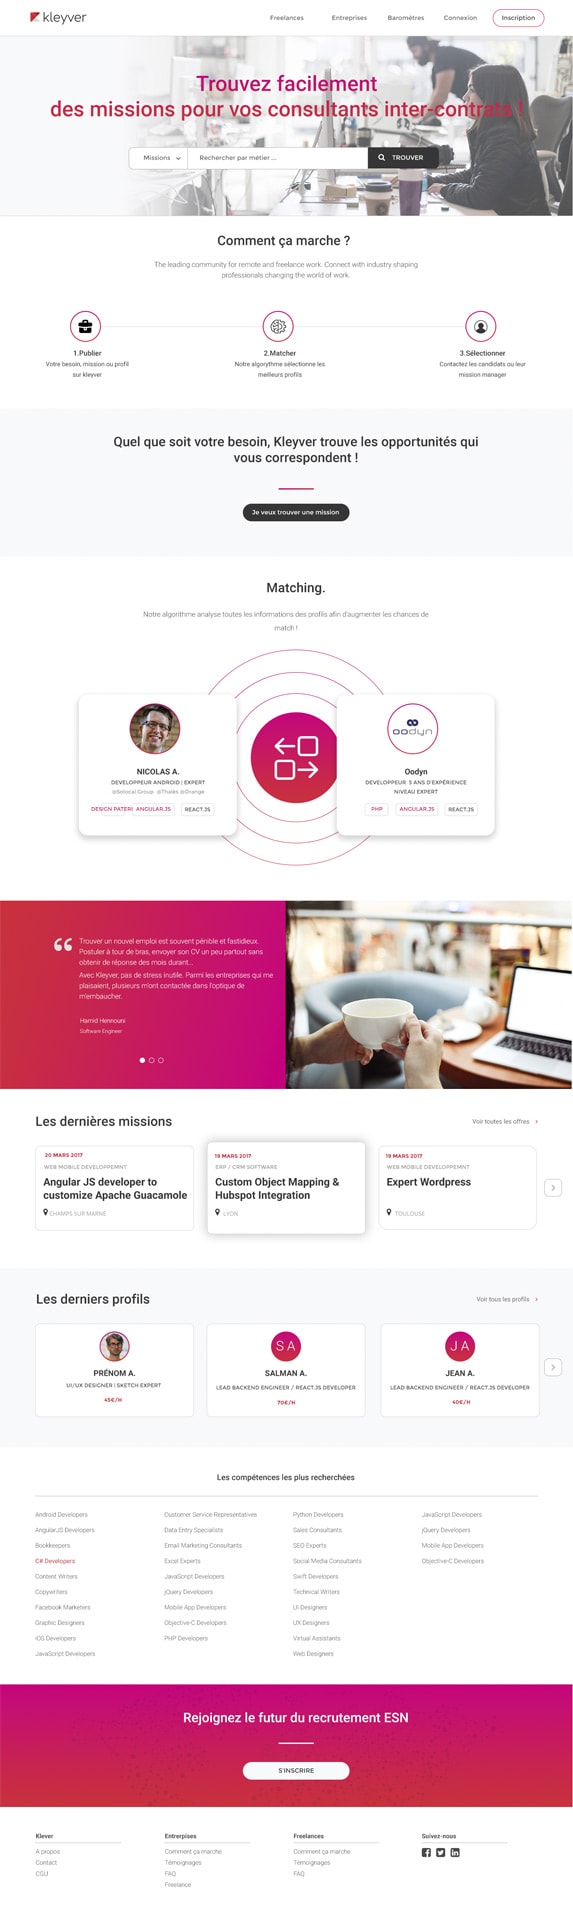 kleyver
Freelances Entreprises Baromètres Connexion Inscription
Trouvez facilement
des missions pour vos consultants inter-contrats !
Missions Rechercher par métier ... TROUVER
Comment ça marche ?
The leading community for remote and freelance work. Connect with industry shaping
professionals changing the world of work.
1.Publier
Votre besoin, mission ou profil
sur kleyver
2.Matcher
Notre algorythme sélectionne les
meilleurs profils
3.Sélectionner
Contactez les candidats ou leur
mission manager
Quel que soit votre besoin, Kleyver trouve les opportunités qui
vous correspondent !
Je veux trouver une mission
Matching.
Notre algorithme analyse toutes les informations des profils afin d'augmenter les chances de
match !
NICOLAS A.
DEVELOPPEUR ANDROID | EXPERT
@Solocal Group @Thalès @Orange
DESIGN PATER ANGULAR.JS REACT.JS
oodyn
Oodyn
DEVELOPPEUR 5 ANS D'EXPÉRIENCE
NIVEAU EXPERT
PHP ANGULAR.JS REACT.JS
Trouver un nouvel emploi est souvent pénible et fastidieux.
Postuler à tour de bras, envoyer son CV un peu partout sans
obtenir de réponse des mois durant...
Avec Kleyver, pas de stress inutile. Parmi les entreprises qui me
plaisaient, plusieurs m'ont contactée dans l'optique de
m'embaucher.
Hamid Hennouni
Software Engineer
Les dernières missions
Voir toutes les offres >
20 MARS 2017
WEB MOBILE DEVELOPPEMNT
Angular JS developer to
customize Apache Guacamole
CHAMPS SUR MARNE
19 MARS 2017
ERP / CRM SOFTWARE
Custom Object Mapping &
Hubspot Integration
LYON
19 MARS 2017
WEB MOBILE DEVELOPPEMNT
Expert Wordpress
TOULOUSE
Les derniers profils
Voir tous les profils >
PRÉNOM A.
UI/UX DESIGNER | SKETCH EXPERT
45€/H
S A
SALMAN A.
LEAD BACKEND ENGINEER / REACT.JS DEVELOPER
70€/H
J A
JEAN A.
LEAD BACKEND ENGINEER / REACT.JS DEVELOPER
40€/H
Les compétences les plus recherchées
Android Developers
AngularJS Developers
Bookkeepers
C# Developers
Content Writers
Copywriters
Facebook Marketers
Graphic Designers
iOS Developers
JavaScript Developers
Customer Service Representatives
Data Entry Specialists
Email Marketing Consultants
Excel Experts
JavaScript Developers
jQuery Developers
Mobile App Developers
Objective-C Developers
PHP Developers
Python Developers
Sales Consultants
SEO Experts
Social Media Consultants
Swift Developers
Technical Writers
UI Designers
UX Designers
Virtual Assistants
Web Designers
JavaScript Developers
jQuery Developers
Mobile App Developers
Objective-C Developers
Rejoignez le futur du recrutement ESN
S'INSCRIRE
Klever
A propos
Contact
CGU
Entrerpises
Comment ça marche
Témoignages
FAQ
Freelance
Freelances
Comment ça marche
Témoignages
FAQ
Suivez-nous